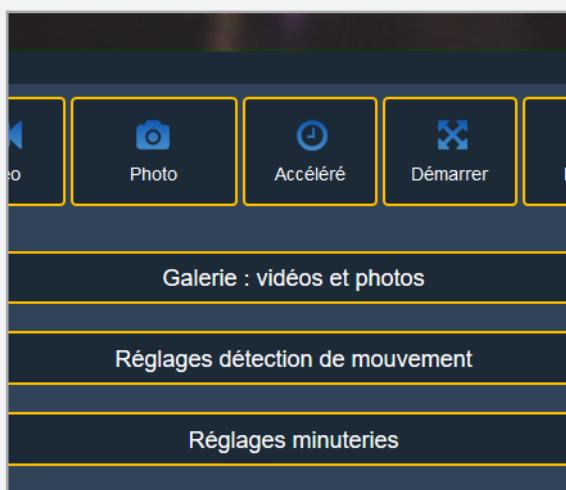 Photo
Accéléré
Démarrer
Galerie : vidéos et photos
Réglages détection de mouvement
Réglages minuteries